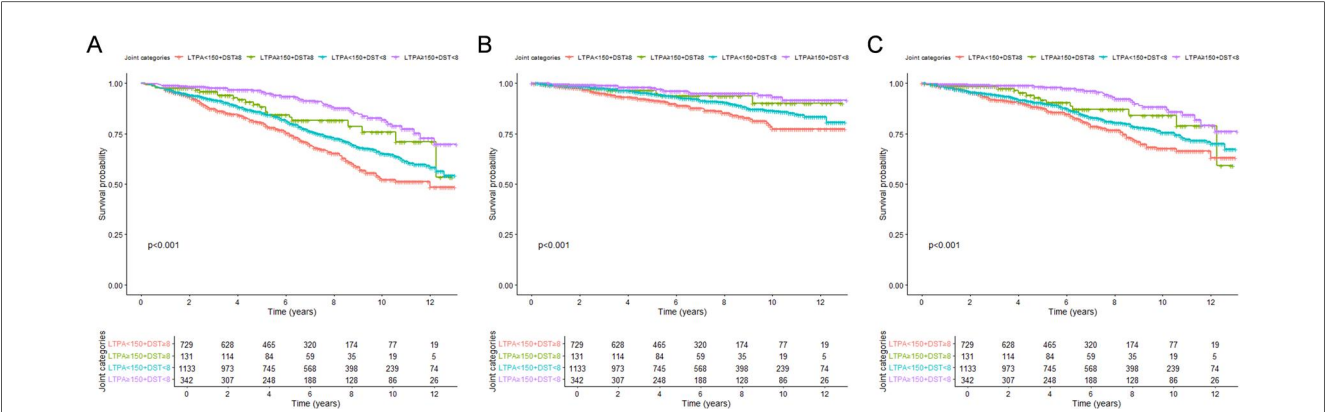 A
Joint categories LTPA<150+DST≥8 LTPA≥150+DST≥8 LTPA<150+DST<8 LTPA≥150+DST<8
1.00
0.75
0.50
0.25
0.00
Survival probability
p<0.001
0 2 4 6 8 10 12
Time (years)
Joint categories
LTPA<150+DST≥8 729 628 465 320 174 77 19
LTPA≥150+DST≥8 131 114 84 59 35 19 5
LTPA<150+DST<8 1133 973 745 568 398 239 74
LTPA≥150+DST<8 342 307 248 188 128 86 26
0 2 4 6 8 10 12
Time (years)
B
Joint categories LTPA<150+DST≥8 LTPA≥150+DST≥8 LTPA<150+DST<8 LTPA≥150+DST<8
1.00
0.75
0.50
0.25
0.00
Survival probability
p<0.001
0 2 4 6 8 10 12
Time (years)
Joint categories
LTPA<150+DST≥8 729 628 465 320 174 77 19
LTPA≥150+DST≥8 131 114 84 59 35 19 5
LTPA<150+DST<8 1133 973 745 568 398 239 74
LTPA≥150+DST<8 342 307 248 188 128 86 26
0 2 4 6 8 10 12
Time (years)
C
Joint categories LTPA<150+DST≥8 LTPA≥150+DST≥8 LTPA<150+DST<8 LTPA≥150+DST<8
1.00
0.75
0.50
0.25
0.00
Survival probability
p<0.001
0 2 4 6 8 10 12
Time (years)
Joint categories
LTPA<150+DST≥8 729 628 465 320 174 77 19
LTPA≥150+DST≥8 131 114 84 59 35 19 5
LTPA<150+DST<8 1133 973 745 568 398 239 74
LTPA≥150+DST<8 342 307 248 188 128 86 26
0 2 4 6 8 10 12
Time (years)